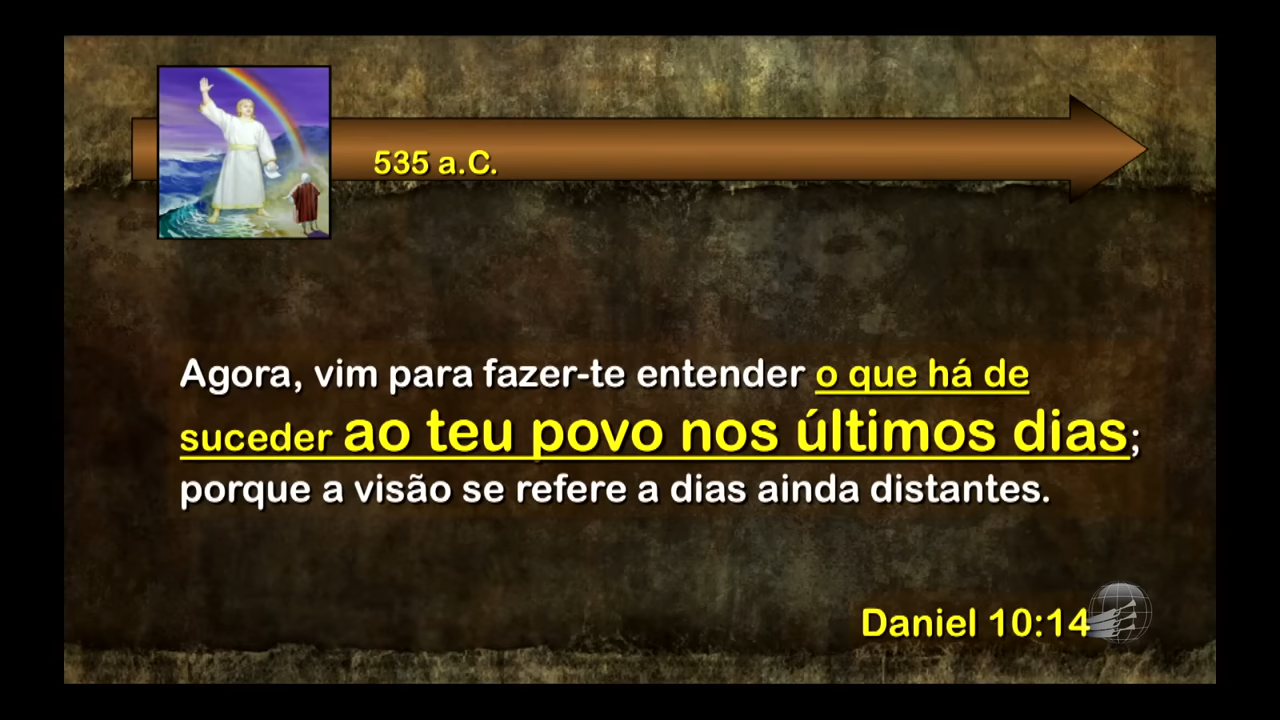 535 a.C.
Agora, vim para fazer-te entender o que há de
suceder ao teu povo nos últimos dias;
porque a visão se refere a dias ainda distantes.
Daniel 10:14